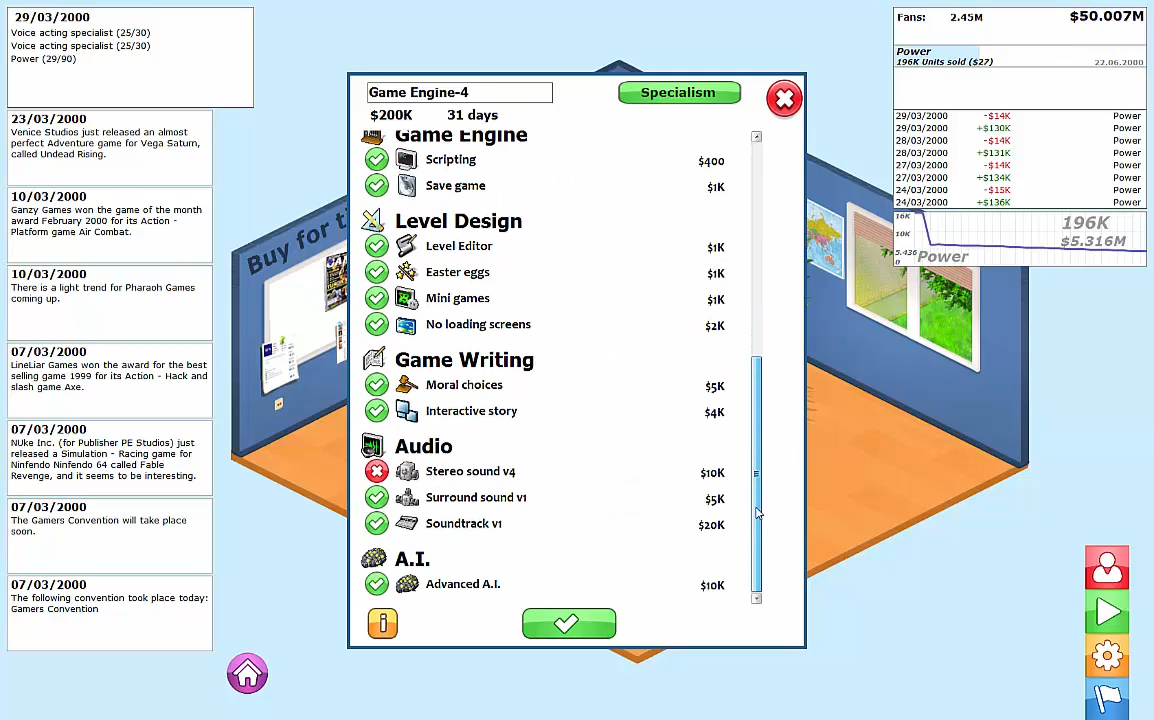 29/03/2000
Voice acting specialist (25/30)
Voice acting specialist (25/30)
Power (29/90)
23/03/2000
Venice Studios just released an almost
perfect Adventure game for Vega Saturn,
called Undead Rising.
10/03/2000
Ganzy Games won the game of the month
award February 2000 for its Action -
Platform game Air Combat.
10/03/2000
There is a light trend for Pharaoh Games
coming up.
07/03/2000
LineLiar Games won the award for the best
selling game 1999 for its Action - Hack and
slash game Axe.
07/03/2000
NUke Inc. (for Publisher PE Studios) just
released a Simulation - Racing game for
Ninfendo Ninfendo 64 called Fable
Revenge, and it seems to be interesting.
07/03/2000
The Gamers Convention will take place
soon.
07/03/2000
The following convention took place today:
Gamers Convention
Buy for th
Game Engine-4
Specialism
$200K 31 days
Game Engine
Scripting $400
Save game $1K
Level Design
Level Editor $1K
Easter eggs $1K
Mini games $1K
No loading screens $2K
Game Writing
Moral choices $5K
Interactive story $4K
Audio
Stereo sound v4 $10K
Surround sound v1 $5K
Soundtrack v1 $20K
A.I.
Advanced A.I. $10K
Fans: 2.45M $50.007M
Power
196K Units sold ($27) 22.06.2000
29/03/2000 -$14K Power
29/03/2000 +$130K Power
28/03/2000 -$14K Power
28/03/2000 +$131K Power
27/03/2000 -$14K Power
27/03/2000 +$134K Power
24/03/2000 -$15K Power
24/03/2000 +$136K Power
16K
196K
10K
$5.316M
5.436
Power
0